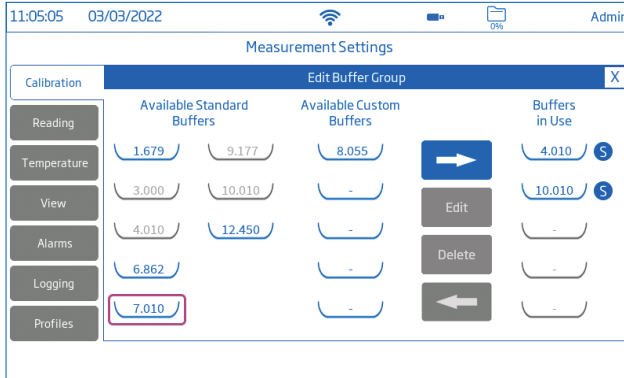 11:05:05 03/03/2022 0% Admin
Measurement Settings
Calibration Edit Buffer Group X
Available Standard Buffers Available Custom Buffers Buffers in Use
Reading
1.679 9.177 8.055 4.010 S
Temperature
3.000 10.010 - 10.010 S
View Edit
4.010 12.450 - -
Alarms Delete
6.862 - -
Logging
7.010 - -
Profiles